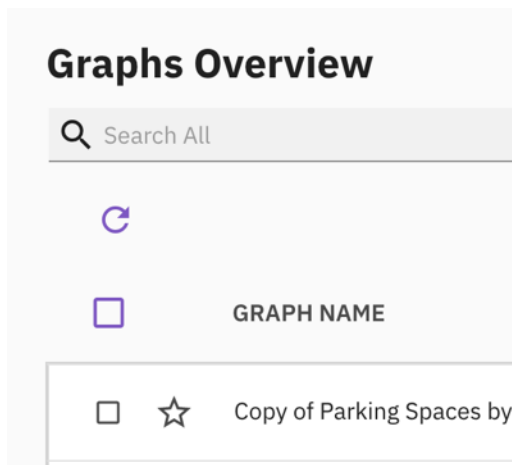 Graphs Overview
Search All
GRAPH NAME
Copy of Parking Spaces by